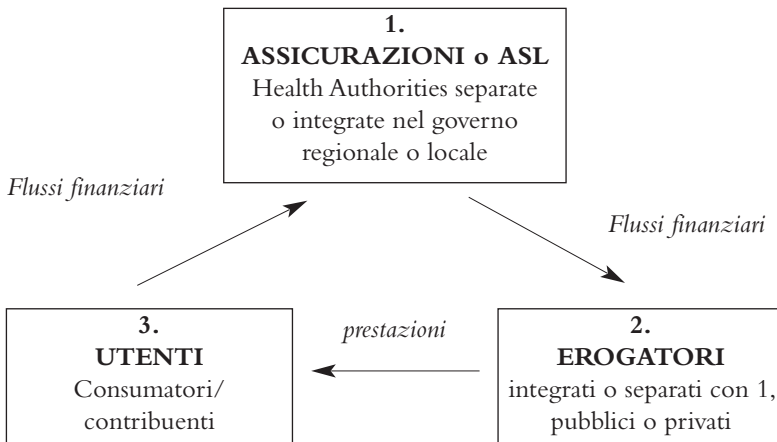 1.
ASSICURAZIONI o ASL
Health Authorities separate
o integrate nel governo
regionale o locale
Flussi finanziari
Flussi finanziari
3.
UTENTI
Consumatori/
contribuenti
prestazioni
2.
EROGATORI
integrati o separati con 1,
pubblici o privati